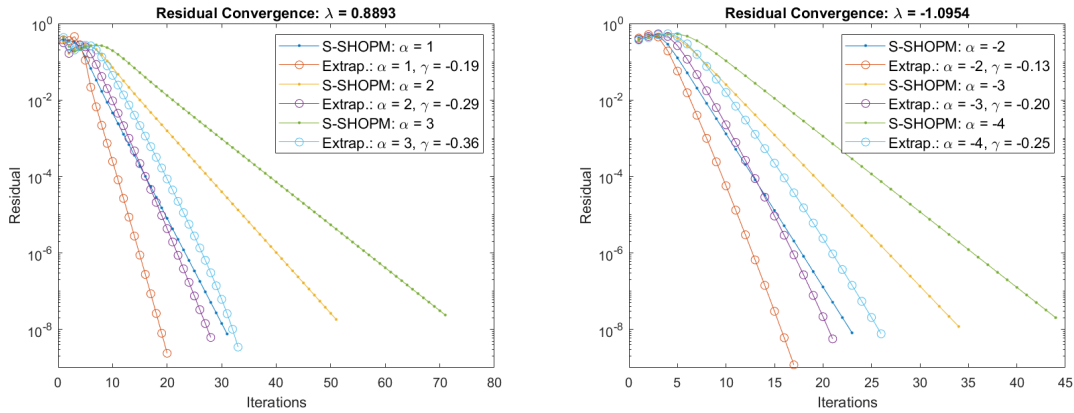 Residual Convergence: λ = 0.8893
10^0
10^-2
10^-4
10^-6
10^-8
Residual
S-SHOPM: α = 1
Extrap.: α = 1, γ = -0.19
S-SHOPM: α = 2
Extrap.: α = 2, γ = -0.29
S-SHOPM: α = 3
Extrap.: α = 3, γ = -0.36
0 10 20 30 40 50 60 70 80
Iterations
Residual Convergence: λ = -1.0954
10^0
10^-2
10^-4
10^-6
10^-8
Residual
S-SHOPM: α = -2
Extrap.: α = -2, γ = -0.13
S-SHOPM: α = -3
Extrap.: α = -3, γ = -0.20
S-SHOPM: α = -4
Extrap.: α = -4, γ = -0.25
0 5 10 15 20 25 30 35 40 45
Iterations